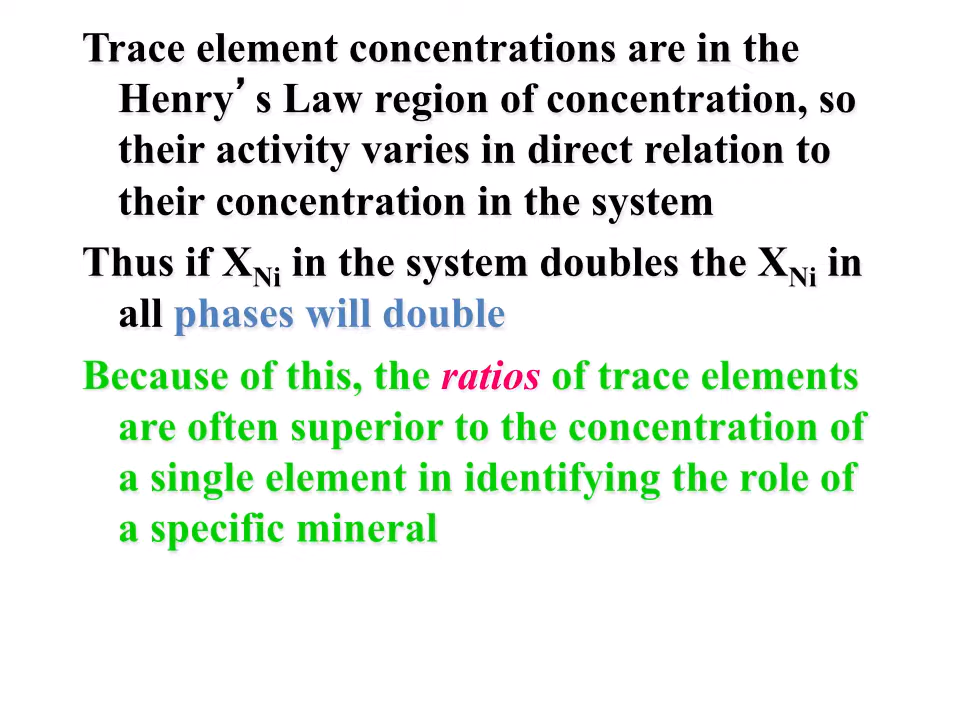 Trace element concentrations are in the
Henry’s Law region of concentration, so
their activity varies in direct relation to
their concentration in the system
Thus if XNi in the system doubles the XNi in
all phases will double
Because of this, the ratios of trace elements
are often superior to the concentration of
a single element in identifying the role of
a specific mineral